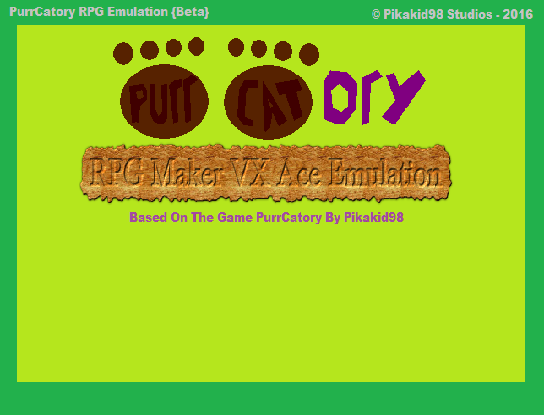 PurrCatory RPG Emulation {Beta}
© Pikakid98 Studios - 2016
PUrr CAT Ory
RPG Maker VX Ace Emulation
Based On The Game PurrCatory By Pikakid98